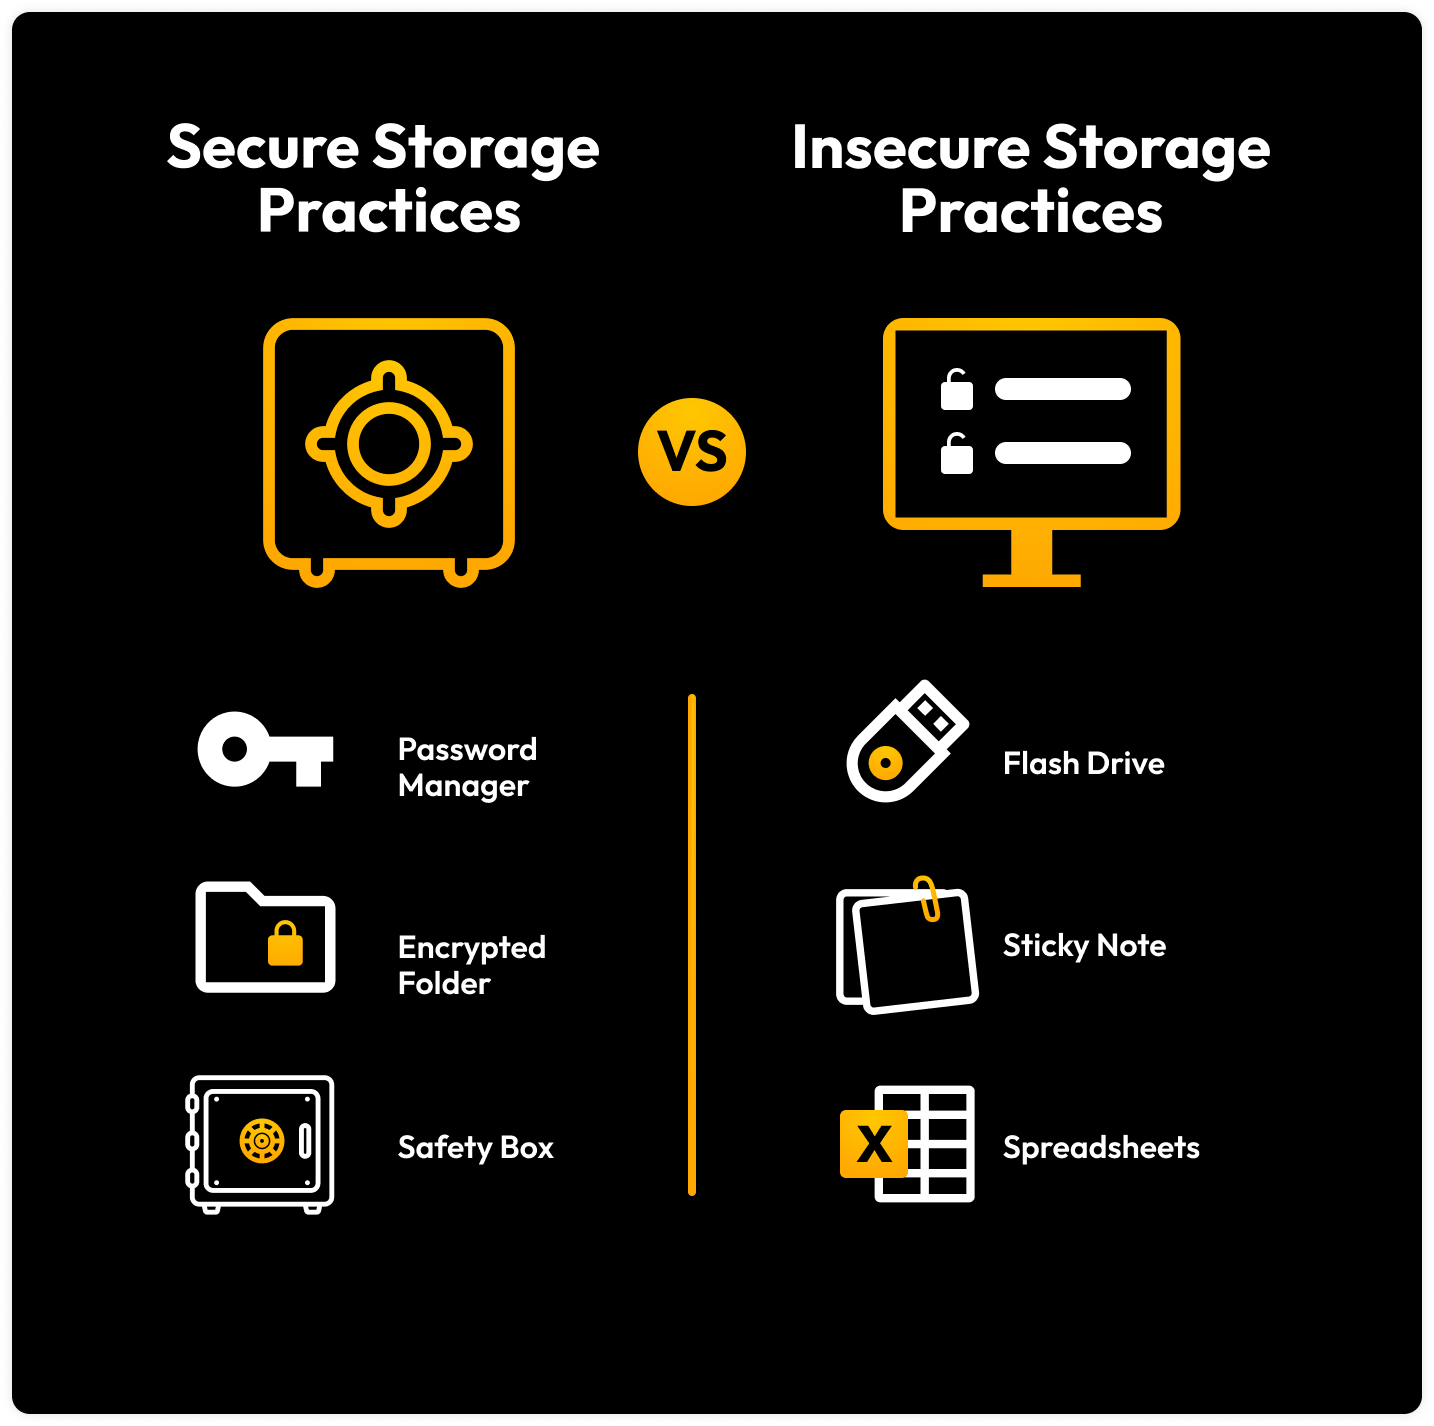 Secure Storage
Practices
Insecure Storage
Practices
VS
Password
Manager
Encrypted
Folder
Safety Box
Flash Drive
Sticky Note
X
Spreadsheets